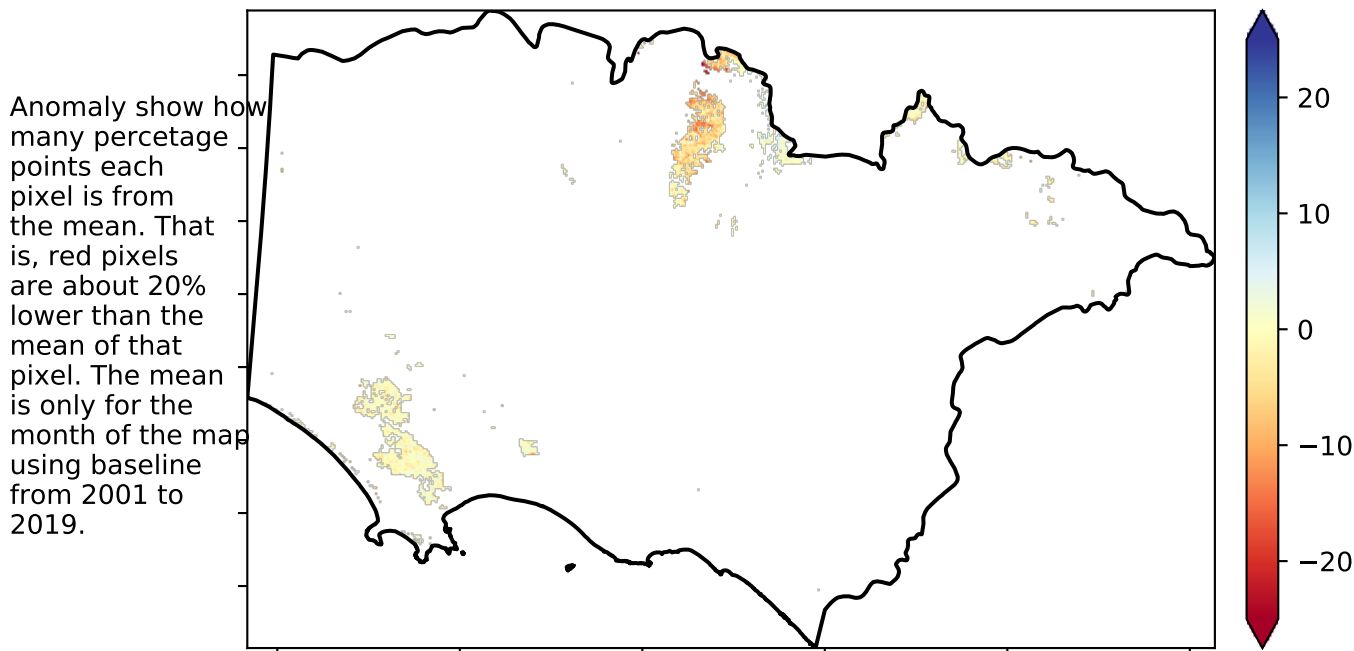 Anomaly show how
many percetage
points each
pixel is from
the mean. That
is, red pixels
are about 20%
lower than the
mean of that
pixel. The mean
is only for the
month of the map
using baseline
from 2001 to
2019.
20
10
0
−10
−20